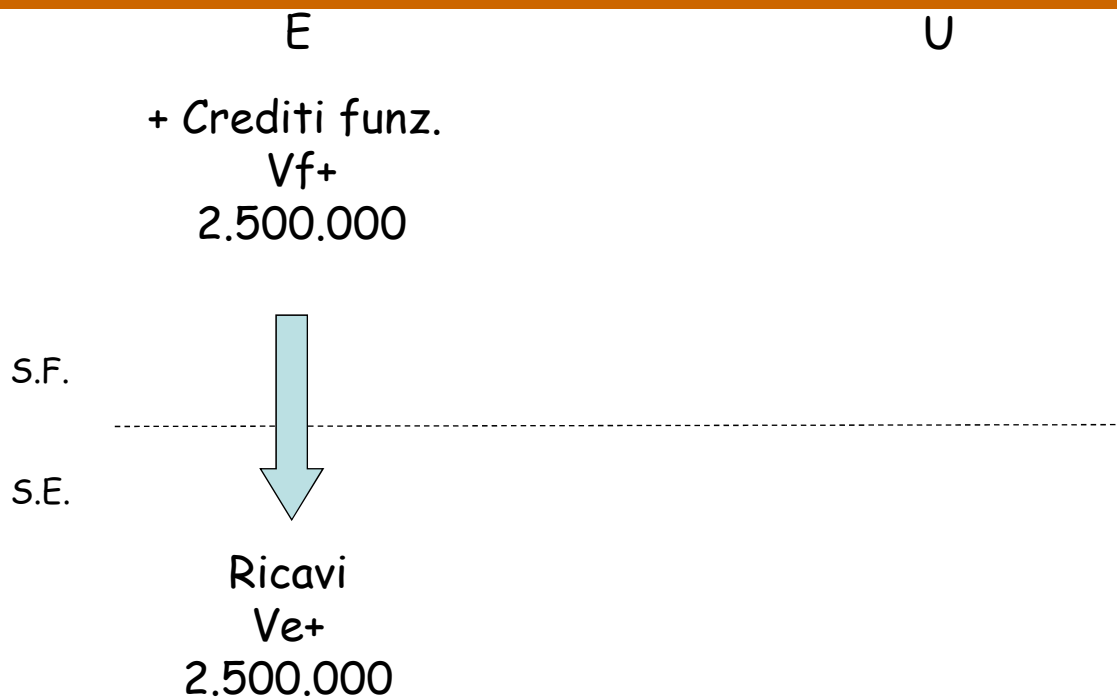 E
U
+ Crediti funz.
Vf+
2.500.000
S.F.
S.E.
Ricavi
Ve+
2.500.000